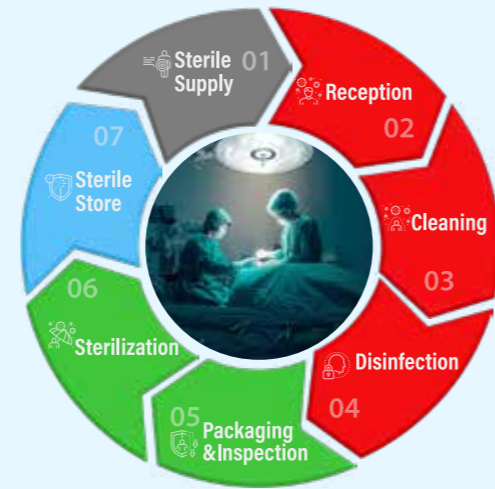 01
Sterile
Supply
Reception
02
Cleaning
03
Disinfection
04
05
Packaging
&Inspection
06
Sterilization
07
Sterile
Store